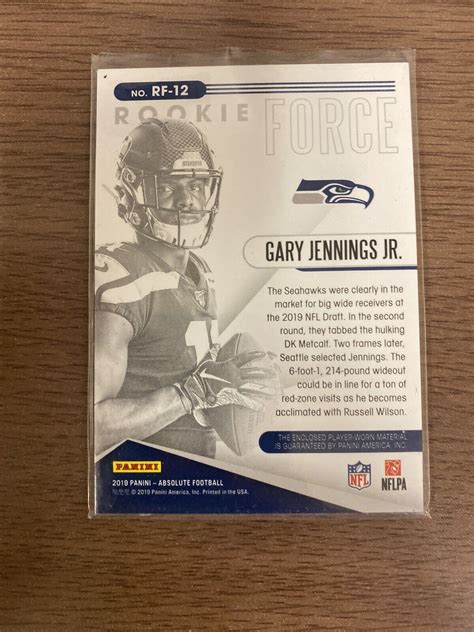 NO. RF-12
ROOKIE FORCE
GARY JENNINGS JR.
The Seahawks were clearly in the
market for big wide receivers at
the 2019 NFL Draft. In the second
round, they tabbed the hulking
DK Metcalf. Two frames later,
Seattle selected Jennings. The
6-foot-1, 214-pound wideout
could be in line for a ton of
red-zone visits as he becomes
acclimated with Russell Wilson.
THE ENCLOSED PLAYER-WORN MATERIAL
IS GUARANTEED BY PANINI AMERICA, INC.
PANINI
NFL
NFLPA
2019 PANINI – ABSOLUTE FOOTBALL
© 2019 Panini America, Inc. Printed in the USA.